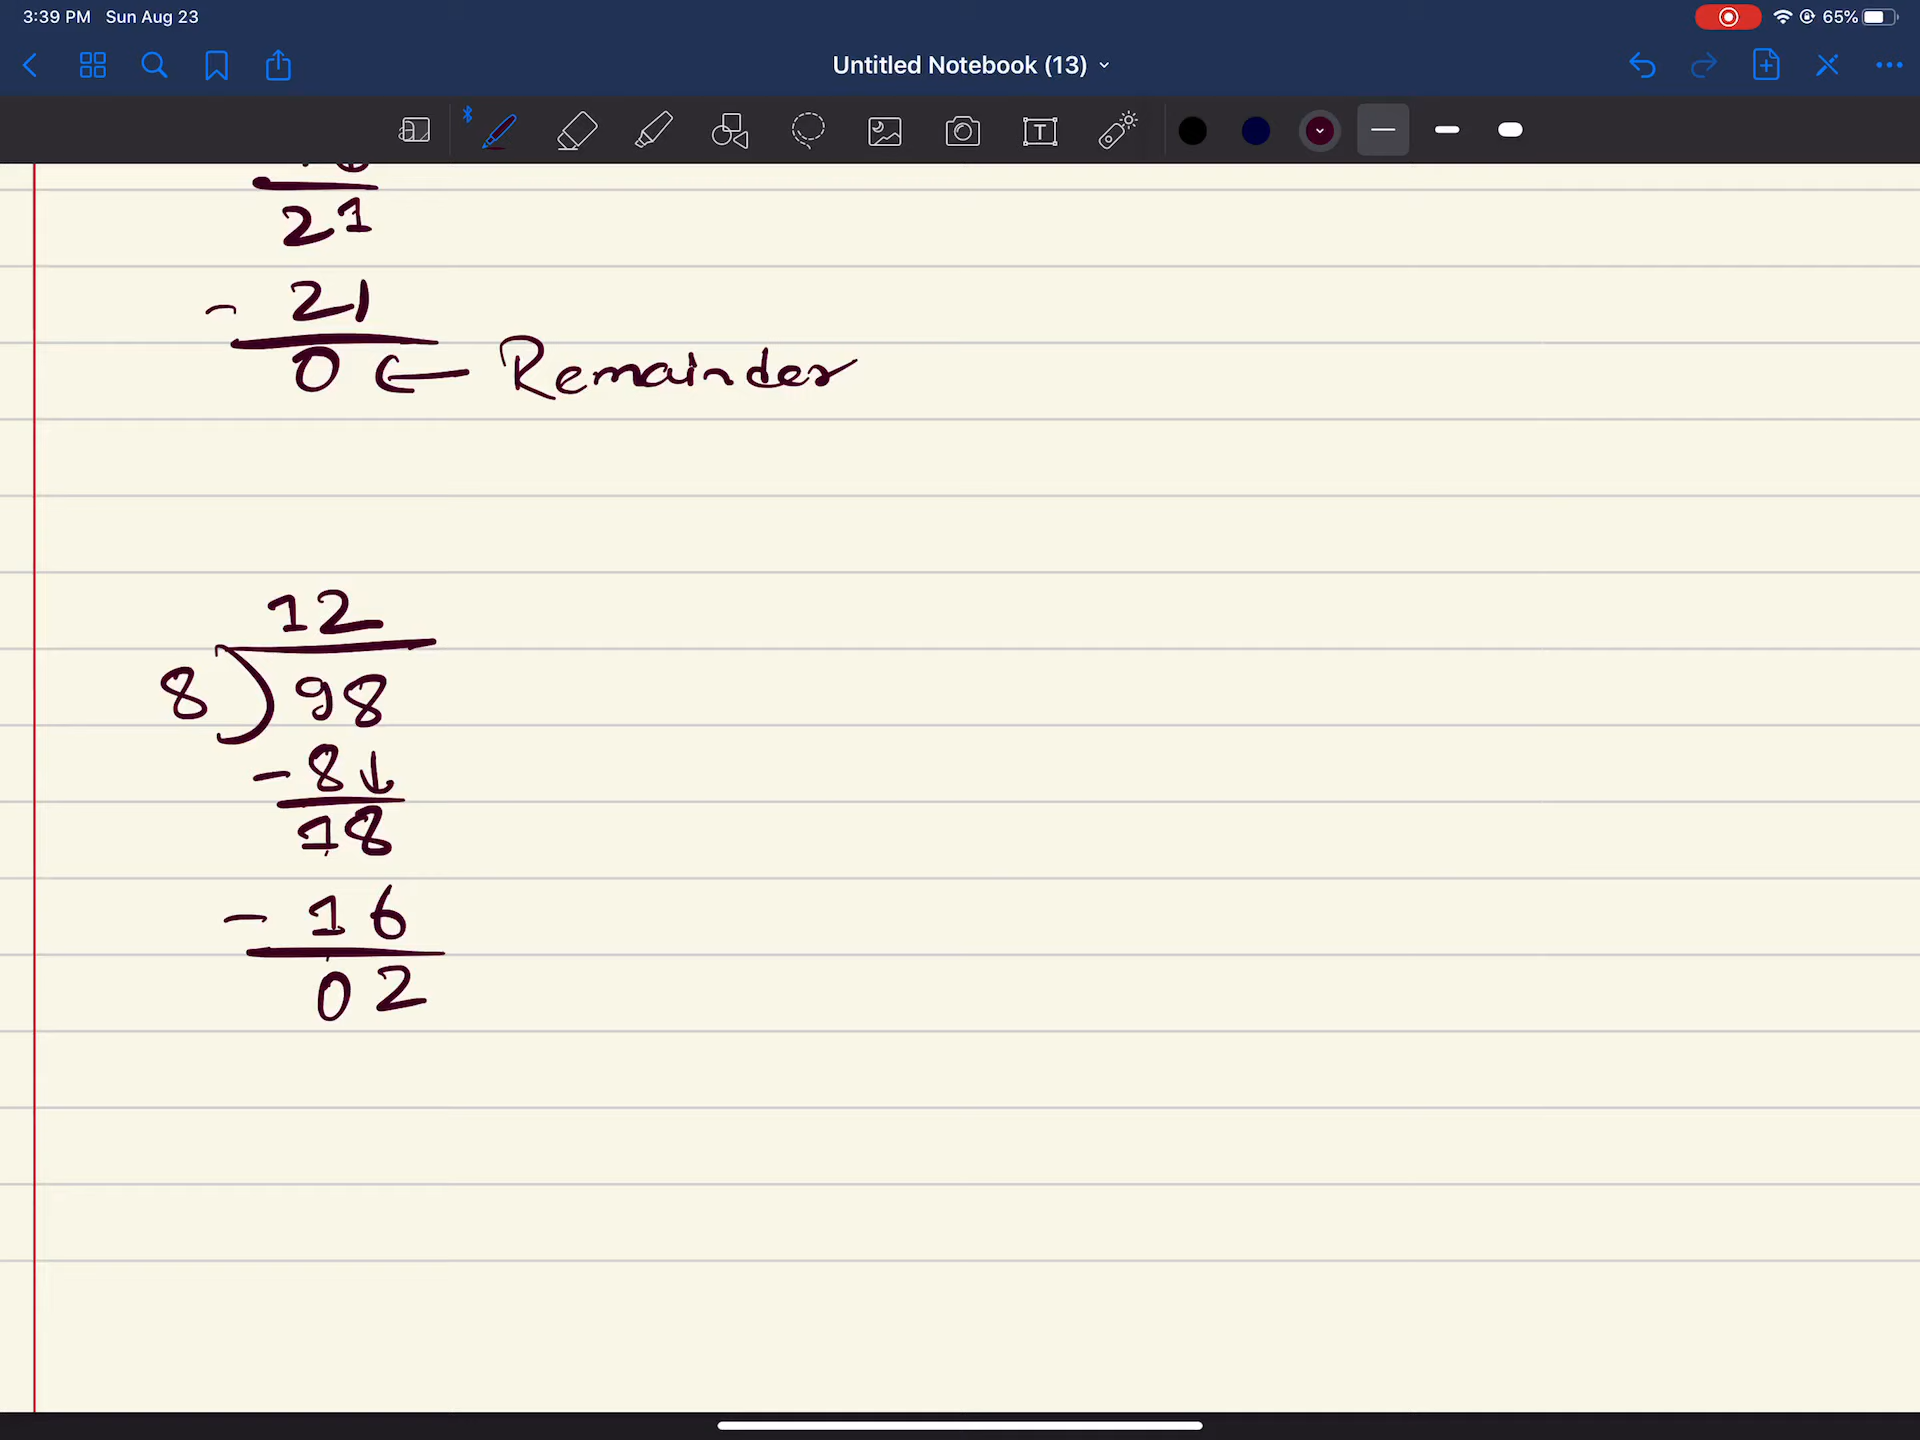 3:39 PM Sun Aug 23
65%
Untitled Notebook (13)
21
- 21
0 ← Remainder
12
8 ) 98
- 8 ↓
18
- 16
02